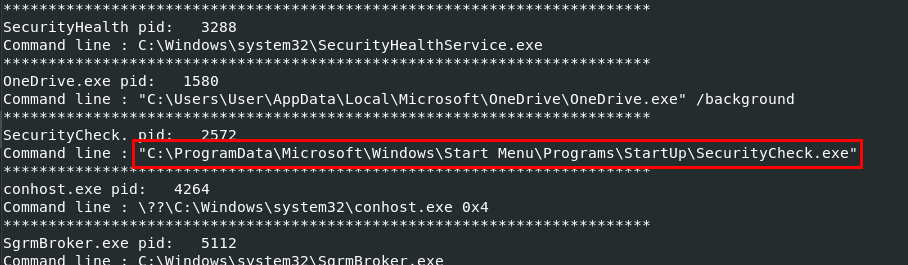 ************************************************************************
SecurityHealth pid:   3288
Command line : C:\Windows\system32\SecurityHealthService.exe
************************************************************************
OneDrive.exe pid:   1580
Command line : "C:\Users\User\AppData\Local\Microsoft\OneDrive\OneDrive.exe" /background
************************************************************************
SecurityCheck. pid:   2572
Command line : "C:\ProgramData\Microsoft\Windows\Start Menu\Programs\StartUp\SecurityCheck.exe"
************************************************************************
conhost.exe pid:   4264
Command line : \??\C:\Windows\system32\conhost.exe 0x4
************************************************************************
SgrmBroker.exe pid:   5112
Command line : C:\Windows\system32\SgrmBroker.exe